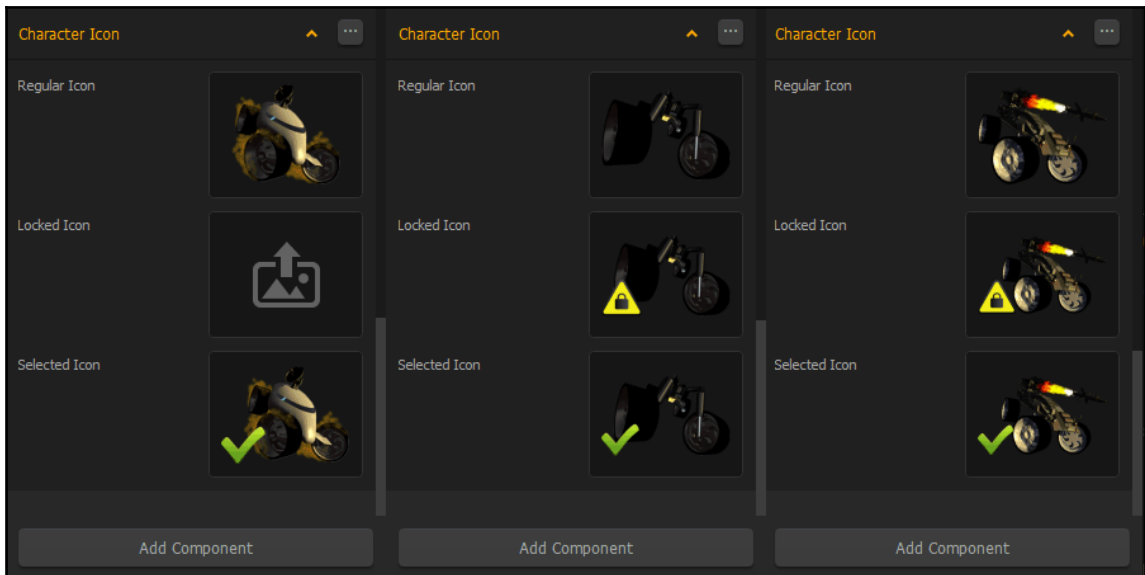 Character Icon
Regular Icon
Locked Icon
Selected Icon
Add Component
Character Icon
Regular Icon
Locked Icon
Selected Icon
Add Component
Character Icon
Regular Icon
Locked Icon
Selected Icon
Add Component